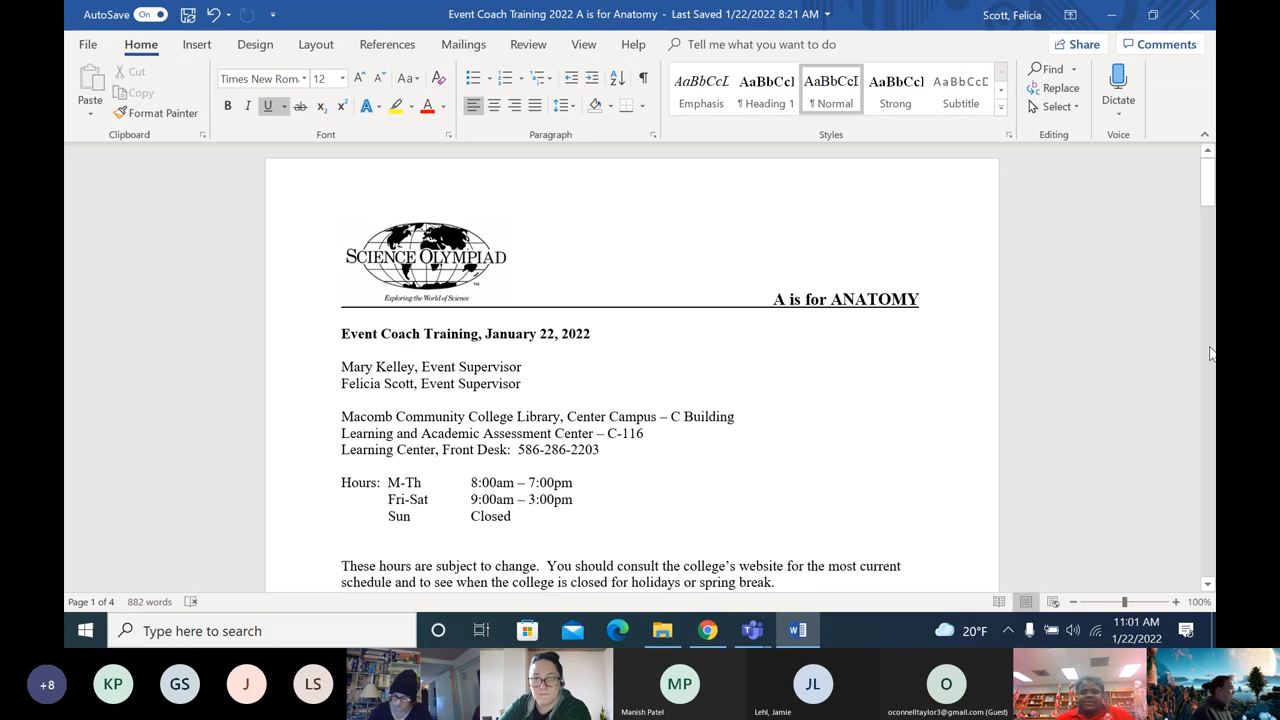 AutoSave On
Event Coach Training 2022 A is for Anatomy - Last Saved 1/22/2022 8:21 AM
Scott, Felicia
File Home Insert Design Layout References Mailings Review View Help Tell me what you want to do Share Comments
Paste
Cut
Copy
Format Painter
Clipboard
Times New Rom 12
Font
Paragraph
AaBbCcI AaBbCcI AaBbCcI AaBbCcI AaBbCcD
Emphasis ¶ Heading 1 ¶ Normal Strong Subtitle
Styles
Find
Replace
Select
Editing
Dictate
Voice
SCIENCE OLYMPIAD
TM
Exploring the World of Science
A is for ANATOMY
Event Coach Training, January 22, 2022
Mary Kelley, Event Supervisor
Felicia Scott, Event Supervisor
Macomb Community College Library, Center Campus – C Building
Learning and Academic Assessment Center – C-116
Learning Center, Front Desk: 586-286-2203
Hours: M-Th 8:00am – 7:00pm
Fri-Sat 9:00am – 3:00pm
Sun Closed
These hours are subject to change. You should consult the college's website for the most current
schedule and to see when the college is closed for holidays or spring break.
Page 1 of 4 882 words 100%
Type here to search
20°F
11:01 AM
1/22/2022
+8 KP GS J LS MP JL O
Manish Patel Lehl, Jamie oconnelltaylor3@gmail.com (Guest)